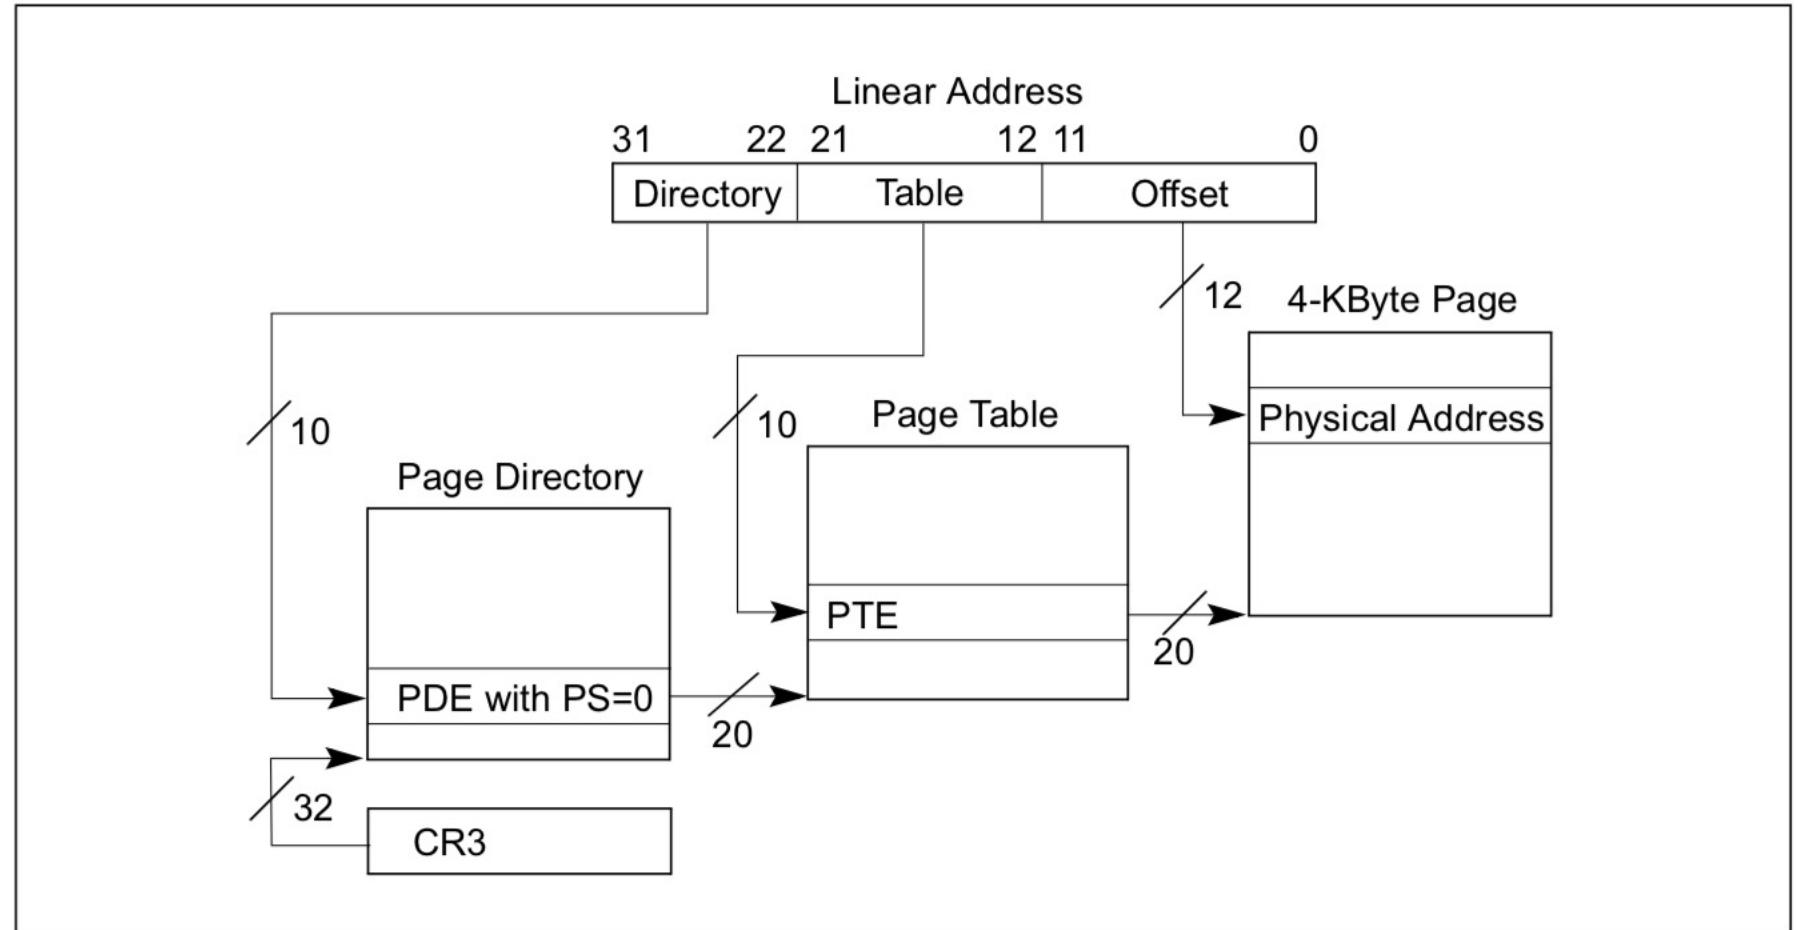 Linear Address
31 22 21 12 11 0
Directory Table Offset
12
4-KByte Page
Physical Address
10
10
Page Table
Page Directory
PTE
20
PDE with PS=0
20
32
CR3